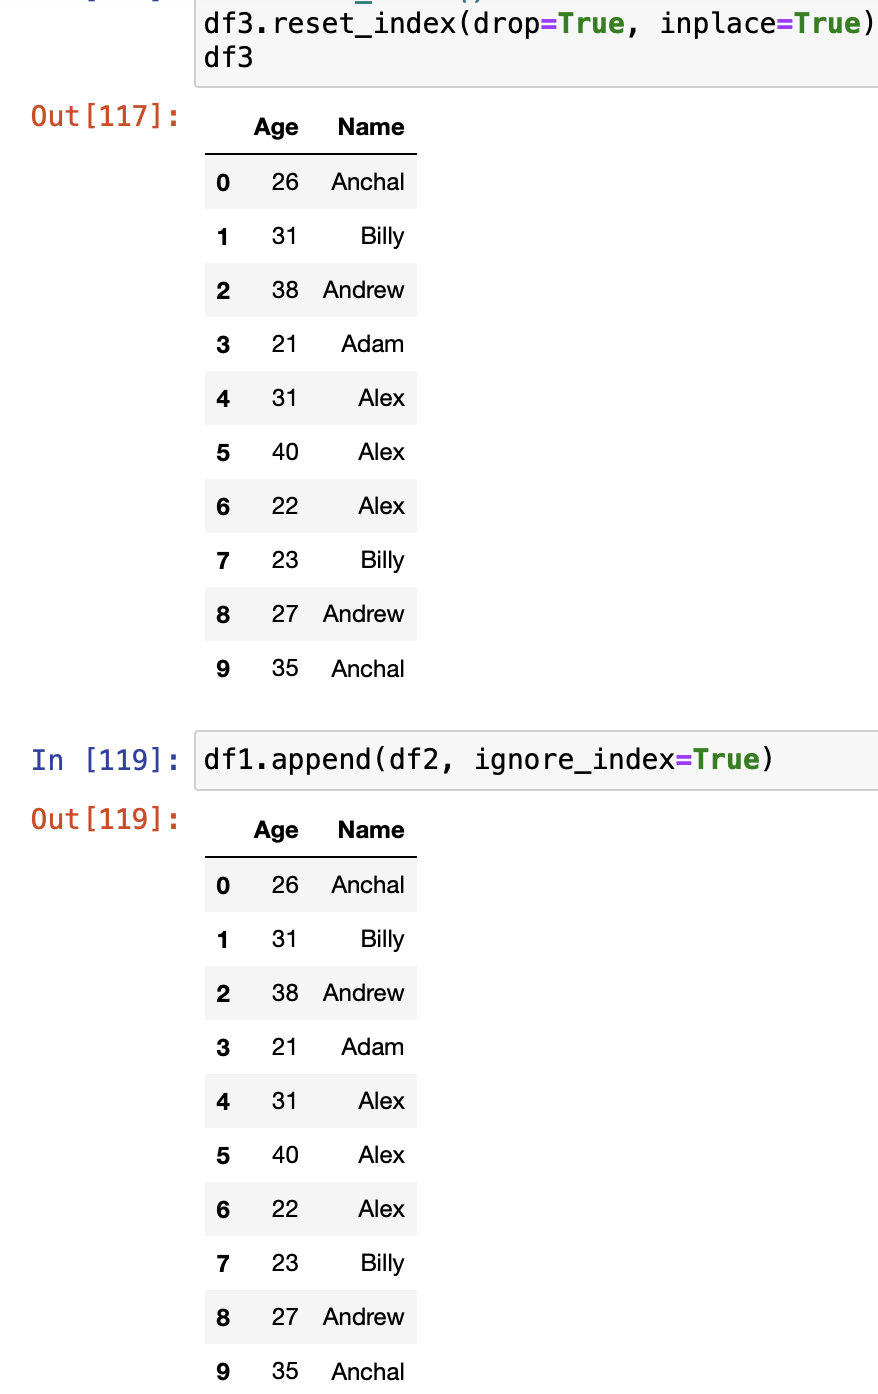 df3.reset_index(drop=True, inplace=True)
df3
Out[117]:
Age Name
0 26 Anchal
1 31 Billy
2 38 Andrew
3 21 Adam
4 31 Alex
5 40 Alex
6 22 Alex
7 23 Billy
8 27 Andrew
9 35 Anchal
In [119]: df1.append(df2, ignore_index=True)
Out[119]:
Age Name
0 26 Anchal
1 31 Billy
2 38 Andrew
3 21 Adam
4 31 Alex
5 40 Alex
6 22 Alex
7 23 Billy
8 27 Andrew
9 35 Anchal